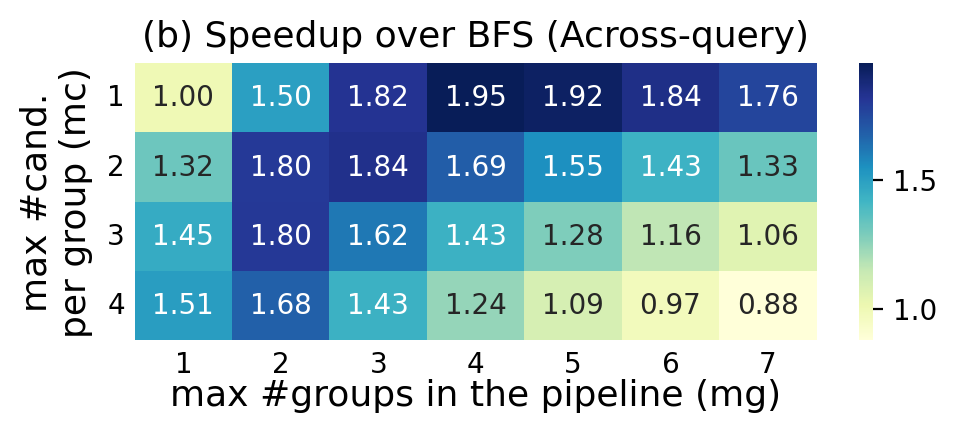 (b) Speedup over BFS (Across-query)
max #cand.
per group (mc)
1 1.00 1.50 1.82 1.95 1.92 1.84 1.76
2 1.32 1.80 1.84 1.69 1.55 1.43 1.33
3 1.45 1.80 1.62 1.43 1.28 1.16 1.06
4 1.51 1.68 1.43 1.24 1.09 0.97 0.88
1 2 3 4 5 6 7
max #groups in the pipeline (mg)
1.5
1.0